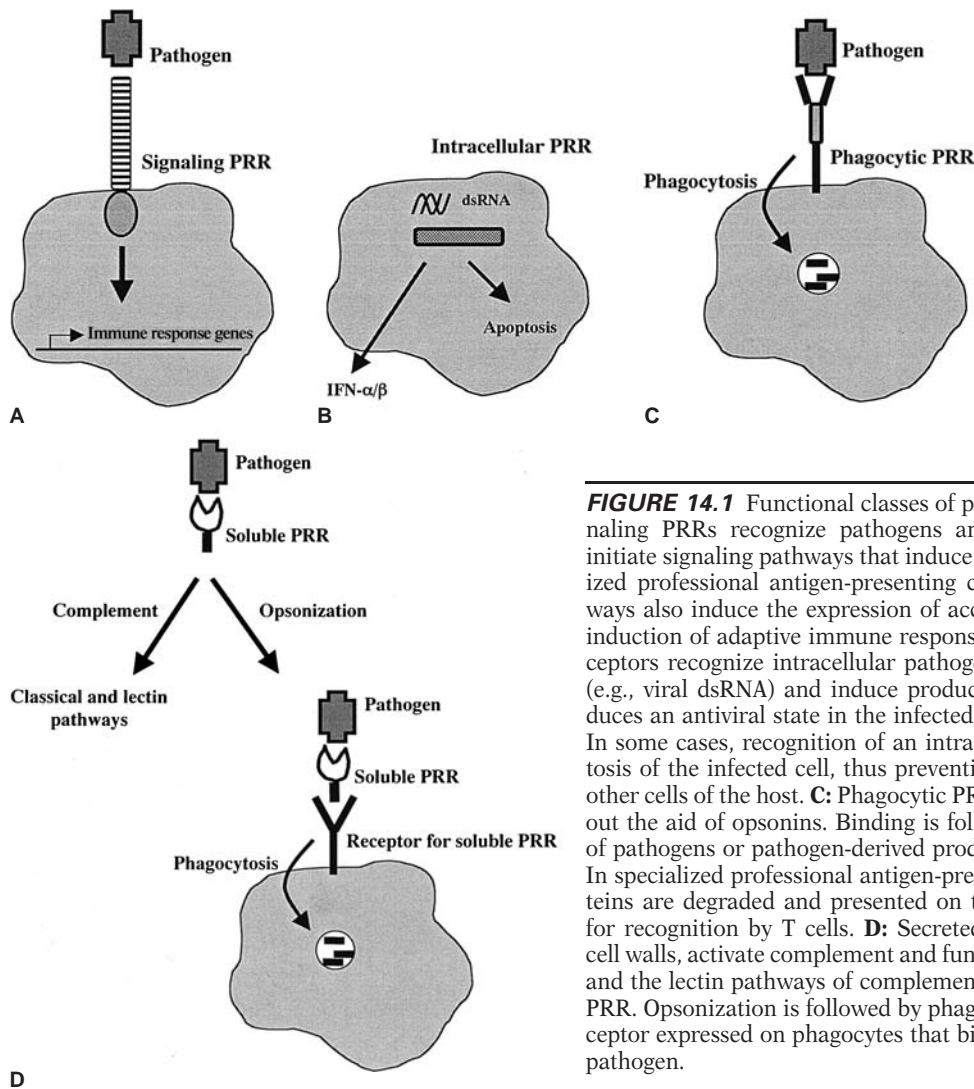 Pathogen
Signaling PRR
Immune response genes
A
Intracellular PRR
dsRNA
Apoptosis
IFN-α/β
B
Pathogen
Phagocytic PRR
Phagocytosis
C
Pathogen
Soluble PRR
Complement
Opsonization
Classical and lectin
pathways
Pathogen
Soluble PRR
Receptor for soluble PRR
Phagocytosis
D
FIGURE 14.1 Functional classes of p
naling PRRs recognize pathogens an
initiate signaling pathways that induce
ized professional antigen-presenting c
ways also induce the expression of acc
induction of adaptive immune respons
ceptors recognize intracellular pathoge
(e.g., viral dsRNA) and induce produc
duces an antiviral state in the infected
In some cases, recognition of an intra
tosis of the infected cell, thus preventi
other cells of the host. C: Phagocytic PR
out the aid of opsonins. Binding is foll
of pathogens or pathogen-derived prod
In specialized professional antigen-pre
teins are degraded and presented on t
for recognition by T cells. D: Secreted
cell walls, activate complement and fun
and the lectin pathways of complemen
PRR. Opsonization is followed by phag
ceptor expressed on phagocytes that bi
pathogen.